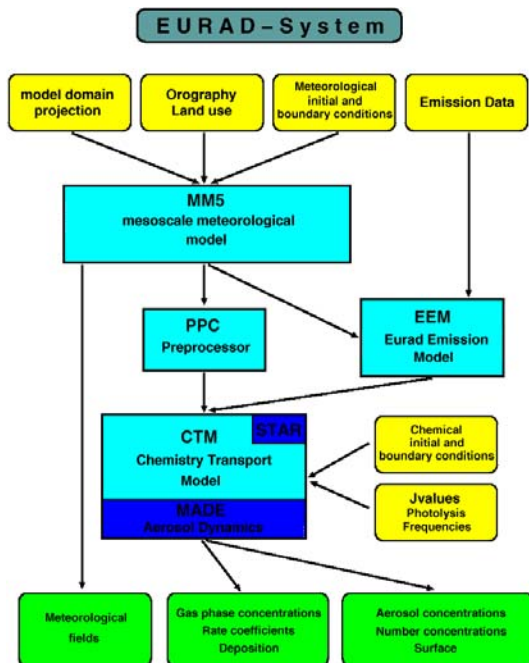 EURAD-System
model domain
projection
Orography
Land use
Meteorological
initial and
boundary conditions
Emission Data
MM5
mesoscale meteorological
model
PPC
Preprocessor
EEM
Eurad Emission
Model
STAR
CTM
Chemistry Transport
Model
MADE
Aerosol Dynamics
Chemical
initial and
boundary conditions
Jvalues
Photolysis
Frequencies
Meteorological
fields
Gas phase concentrations
Rate coefficients
Deposition
Aerosol concentrations
Number concentrations
Surface